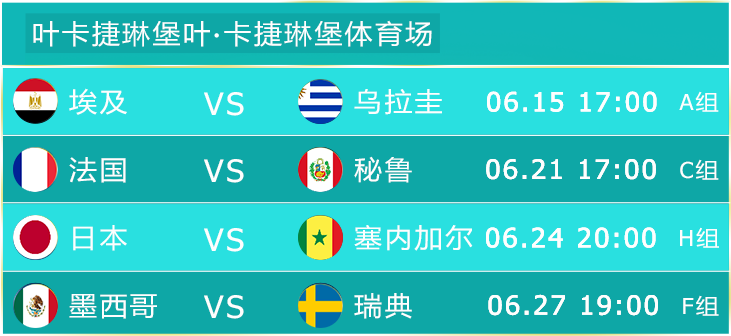 叶卡捷琳堡叶·卡捷琳堡体育场
埃及 VS 乌拉圭 06.15 17:00 A组
法国 VS 秘鲁 06.21 17:00 C组
日本 VS 塞内加尔 06.24 20:00 H组
墨西哥 VS 瑞典 06.27 19:00 F组